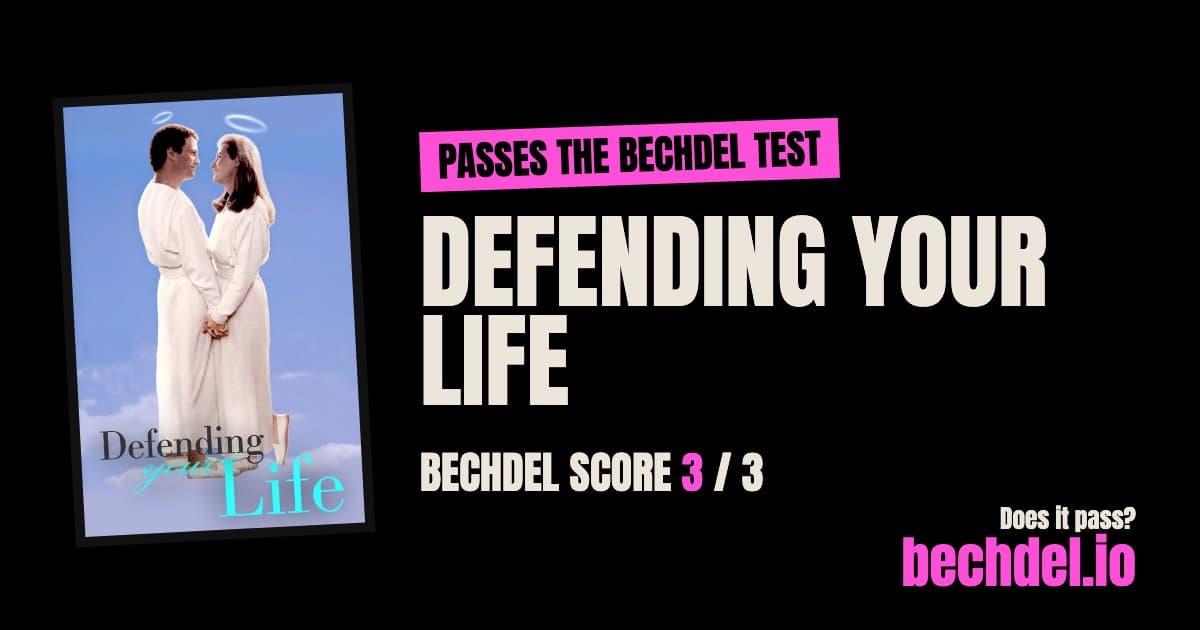 PASSES THE BECHDEL TEST
DEFENDING YOUR
LIFE
BECHDEL SCORE 3 / 3
Defending
your
Life
Does it pass?
bechdel.io